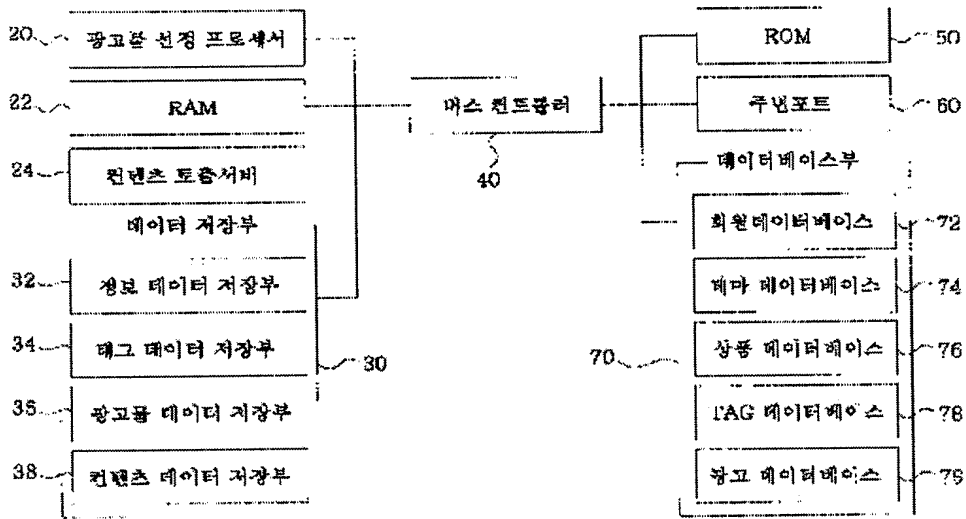 20
광고물 선정 프로세서
22
RAM
24
컨텐츠 토출서버
데이터 저장부
32
정보 데이터 저장부
34
태그 데이터 저장부
30
36
광고물 데이터 저장부
38
컨텐츠 데이터 저장부
버스 컨트롤러
40
ROM
50
주변포트
60
데이터베이스부
회원데이터베이스
72
테마 데이터베이스
74
70
상품 데이터베이스
76
TAG 데이터베이스
78
광고 데이터베이스
79